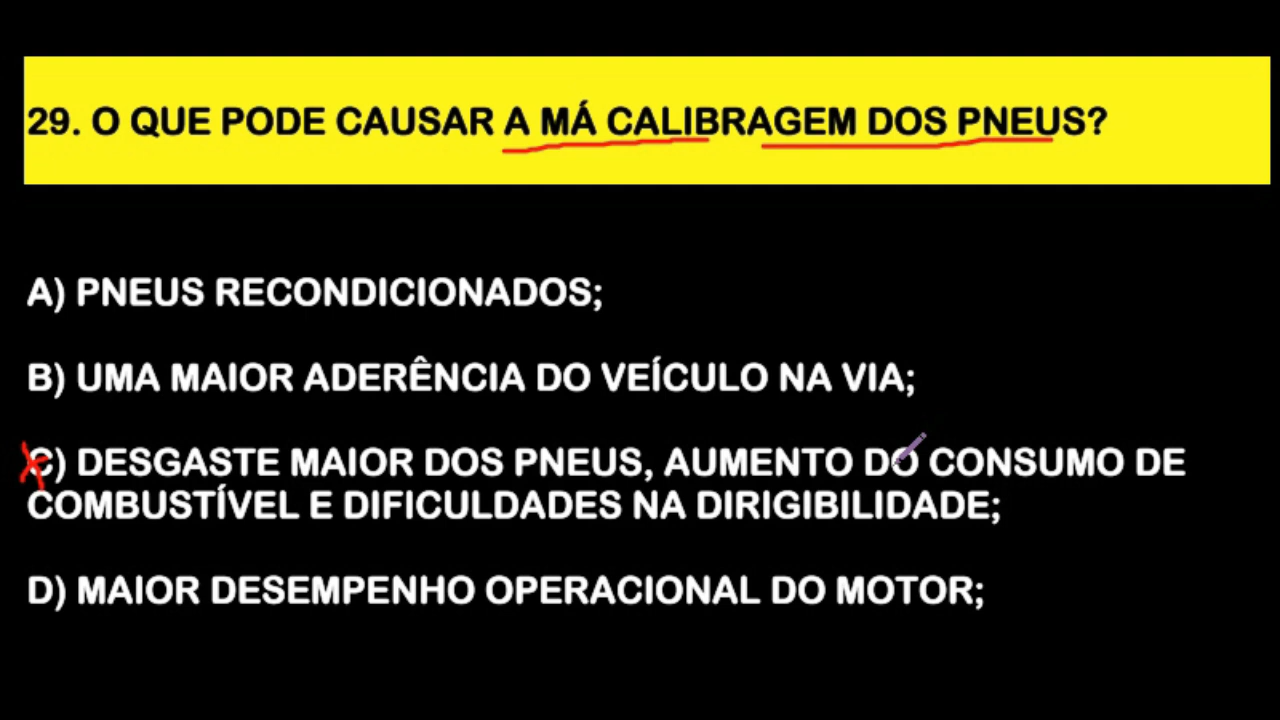 29. O QUE PODE CAUSAR A MÁ CALIBRAGEM DOS PNEUS?
A) PNEUS RECONDICIONADOS;
B) UMA MAIOR ADERÊNCIA DO VEÍCULO NA VIA;
C) DESGASTE MAIOR DOS PNEUS, AUMENTO DO CONSUMO DE
COMBUSTÍVEL E DIFICULDADES NA DIRIGIBILIDADE;
D) MAIOR DESEMPENHO OPERACIONAL DO MOTOR;